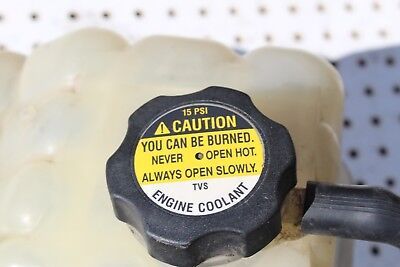 15 PSI
CAUTION
YOU CAN BE BURNED.
NEVER OPEN HOT.
ALWAYS OPEN SLOWLY.
TVS
ENGINE COOLANT